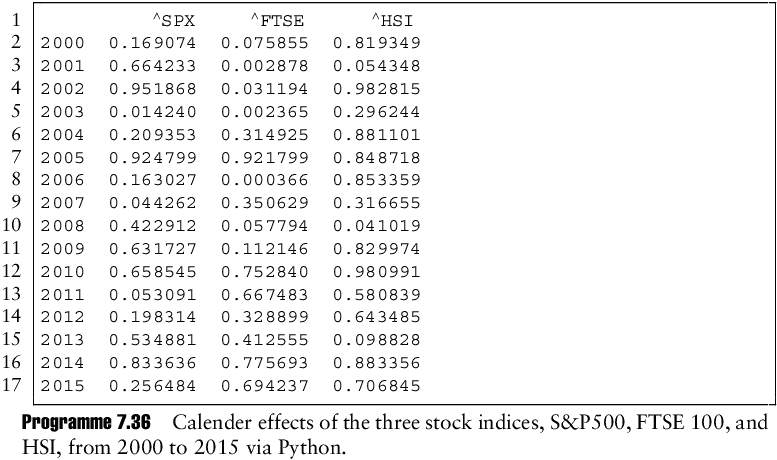 1 ^SPX ^FTSE ^HSI
2 2000 0.169074 0.075855 0.819349
3 2001 0.664233 0.002878 0.054348
4 2002 0.951868 0.031194 0.982815
5 2003 0.014240 0.002365 0.296244
6 2004 0.209353 0.314925 0.881101
7 2005 0.924799 0.921799 0.848718
8 2006 0.163027 0.000366 0.853359
9 2007 0.044262 0.350629 0.316655
10 2008 0.422912 0.057794 0.041019
11 2009 0.631727 0.112146 0.829974
12 2010 0.658545 0.752840 0.980991
13 2011 0.053091 0.667483 0.580839
14 2012 0.198314 0.328899 0.643485
15 2013 0.534881 0.412555 0.098828
16 2014 0.833636 0.775693 0.883356
17 2015 0.256484 0.694237 0.706845
Programme 7.36 Calender effects of the three stock indices, S&P500, FTSE 100, and
HSI, from 2000 to 2015 via Python.